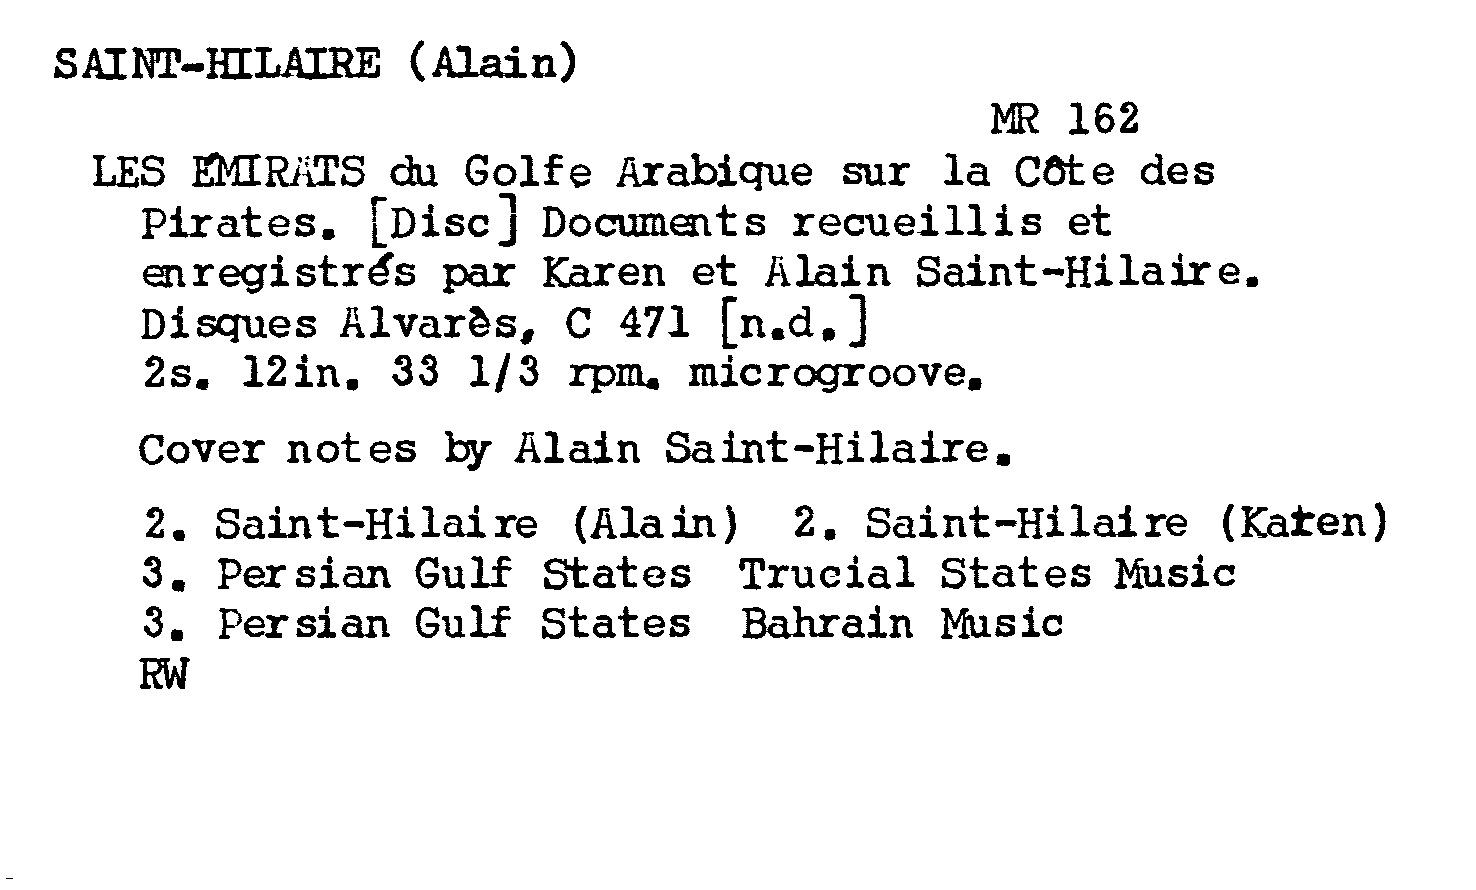 SAINT-HILAIRE (Alain)
MR 162
LES ÉMIRATS du Golfe Arabique sur la Côte des
Pirates. [Disc] Documents recueillis et
enregistrés par Karen et Alain Saint-Hilaire.
Disques Alvarès, C 471 [n.d.]
2s. 12in. 33 1/3 rpm. microgroove.
Cover notes by Alain Saint-Hilaire.
2. Saint-Hilaire (Alain) 2. Saint-Hilaire (Karen)
3. Persian Gulf States Trucial States Music
3. Persian Gulf States Bahrain Music
RW